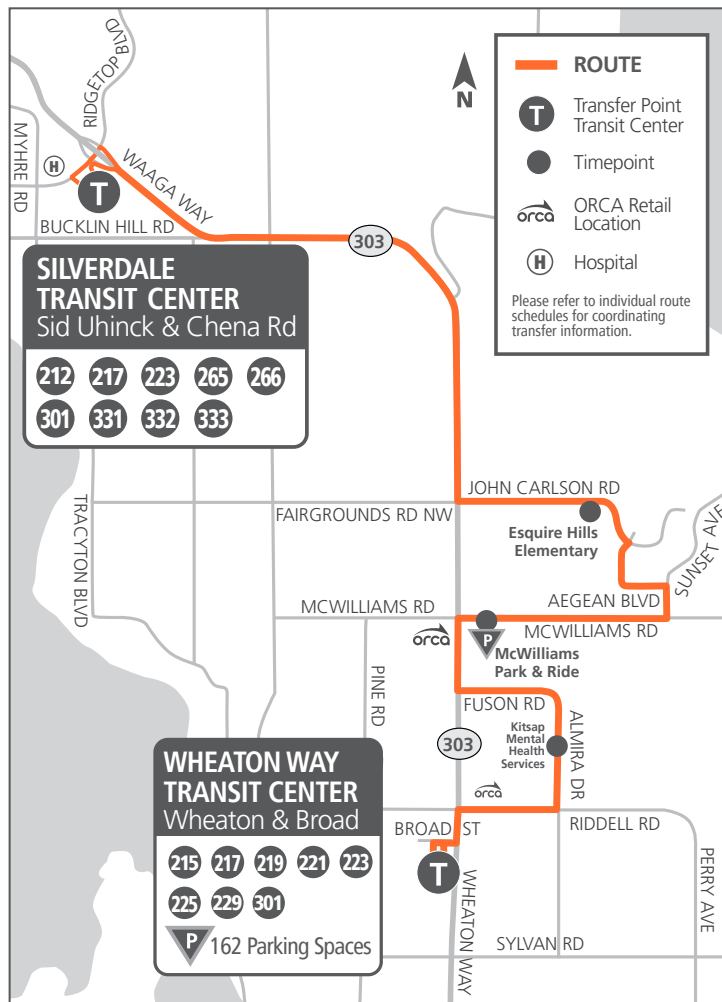 RIDGETOP BLVD
MYHRE RD
H
WAAGA WAY
T
BUCKLIN HILL RD
303
N
ROUTE
T
Transfer Point
Transit Center
Timepoint
orca
ORCA Retail
Location
H
Hospital
Please refer to individual route
schedules for coordinating
transfer information.
SILVERDALE
TRANSIT CENTER
Sid Uhinck & Chena Rd
212 217 223 265 266
301 331 332 333
TRACYTON BLVD
FAIRGROUNDS RD NW
JOHN CARLSON RD
Esquire Hills
Elementary
SUNSET AVE
AEGEAN BLVD
MCWILLIAMS RD
MCWILLIAMS RD
orca
P
McWilliams
Park & Ride
PINE RD
FUSON RD
303
Kitsap
Mental
Health
Services
ALMIRA DR
orca
BROAD ST
RIDDELL RD
T
WHEATON WAY
PERRY AVE
SYLVAN RD
WHEATON WAY
TRANSIT CENTER
Wheaton & Broad
215 217 219 221 223
225 229 301
P 162 Parking Spaces